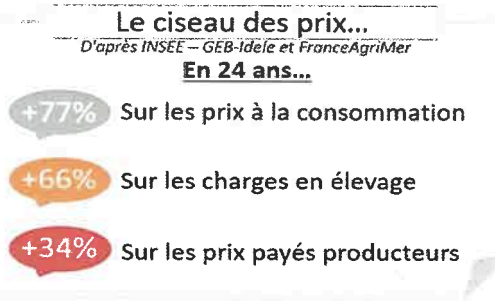 Le ciseau des prix...
D'après INSEE – GEB-Idele et FranceAgriMer
En 24 ans...
+77% Sur les prix à la consommation
+66% Sur les charges en élevage
+34% Sur les prix payés producteurs